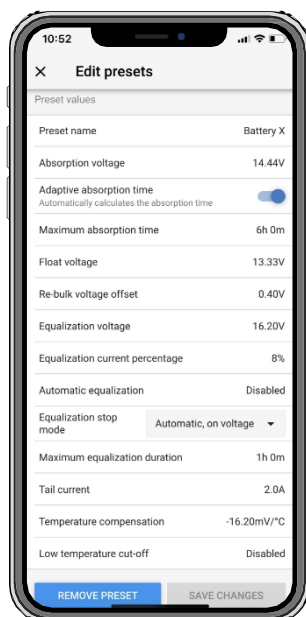 10:52
× Edit presets
Preset values
Preset name Battery X
Absorption voltage 14.44V
Adaptive absorption time
Automatically calculates the absorption time
Maximum absorption time 6h 0m
Float voltage 13.33V
Re-bulk voltage offset 0.40V
Equalization voltage 16.20V
Equalization current percentage 8%
Automatic equalization Disabled
Equalization stop
mode Automatic, on voltage
Maximum equalization duration 1h 0m
Tail current 2.0A
Temperature compensation -16.20mV/°C
Low temperature cut-off Disabled
REMOVE PRESET SAVE CHANGES